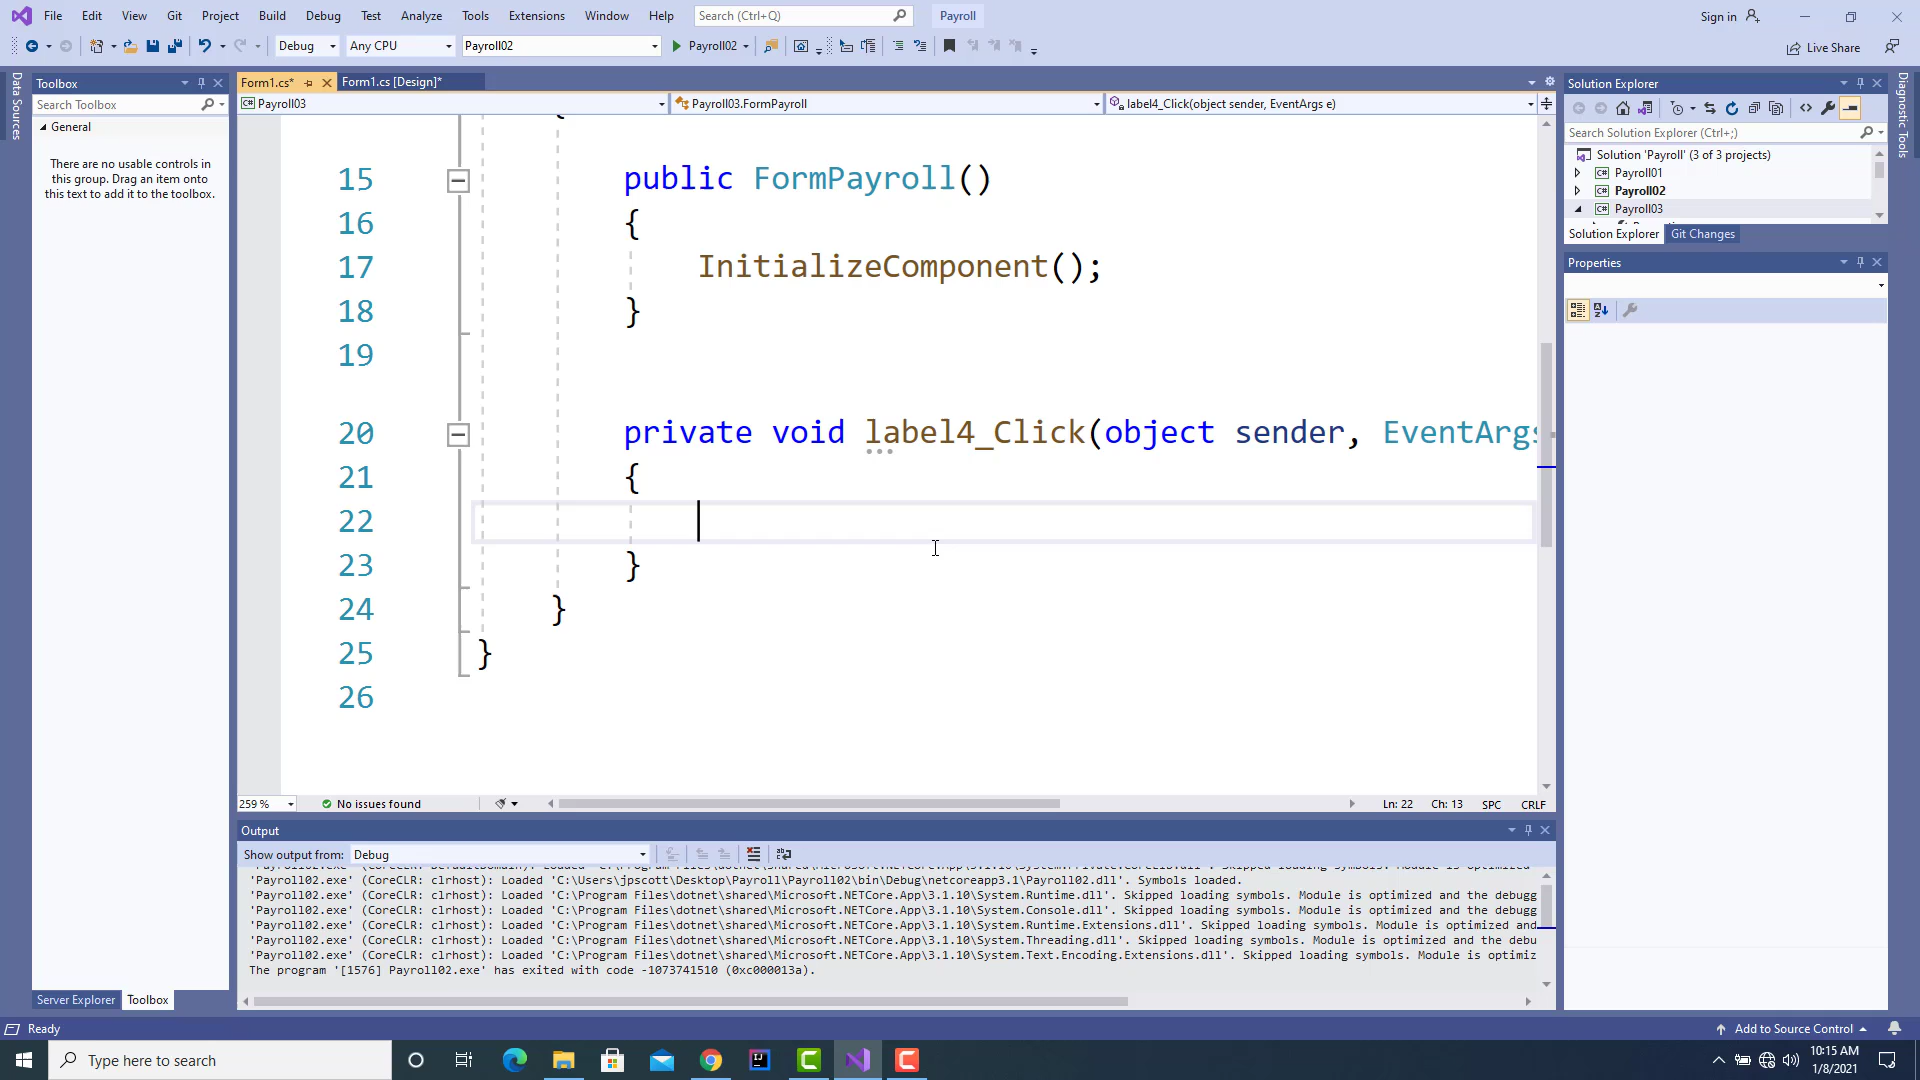 File Edit View Git Project Build Debug Test Analyze Tools Extensions Window Help Search (Ctrl+Q) Payroll Sign in
Debug Any CPU Payroll02 Payroll02 Live Share
Data Sources
Toolbox
Search Toolbox
General
There are no usable controls in
this group. Drag an item onto
this text to add it to the toolbox.
Server Explorer Toolbox
Form1.cs* Form1.cs [Design]*
Payroll03 Payroll03.FormPayroll label4_Click(object sender, EventArgs e)
{
15 public FormPayroll()
16 {
17 InitializeComponent();
18 }
19
20 private void label4_Click(object sender, EventArgs
21 {
22
23 }
24 }
25 }
26
259 % No issues found Ln: 22 Ch: 13 SPC CRLF
Output
Show output from: Debug
'Payroll02.exe' (CoreCLR: clrhost): Loaded 'C:\Users\jpscott\Desktop\Payroll\Payroll02\bin\Debug\netcoreapp3.1\Payroll02.dll'. Symbols loaded.
'Payroll02.exe' (CoreCLR: clrhost): Loaded 'C:\Program Files\dotnet\shared\Microsoft.NETCore.App\3.1.10\System.Runtime.dll'. Skipped loading symbols. Module is optimized and the debugg
'Payroll02.exe' (CoreCLR: clrhost): Loaded 'C:\Program Files\dotnet\shared\Microsoft.NETCore.App\3.1.10\System.Console.dll'. Skipped loading symbols. Module is optimized and the debugg
'Payroll02.exe' (CoreCLR: clrhost): Loaded 'C:\Program Files\dotnet\shared\Microsoft.NETCore.App\3.1.10\System.Runtime.Extensions.dll'. Skipped loading symbols. Module is optimized and
'Payroll02.exe' (CoreCLR: clrhost): Loaded 'C:\Program Files\dotnet\shared\Microsoft.NETCore.App\3.1.10\System.Threading.dll'. Skipped loading symbols. Module is optimized and the debu
'Payroll02.exe' (CoreCLR: clrhost): Loaded 'C:\Program Files\dotnet\shared\Microsoft.NETCore.App\3.1.10\System.Text.Encoding.Extensions.dll'. Skipped loading symbols. Module is optimiz
The program '[1576] Payroll02.exe' has exited with code -1073741510 (0xc000013a).
Solution Explorer
Search Solution Explorer (Ctrl+;)
Solution 'Payroll' (3 of 3 projects)
C# Payroll01
C# Payroll02
C# Payroll03
Solution Explorer Git Changes
Properties
Diagnostic Tools
Ready Add to Source Control
Type here to search 10:15 AM
1/8/2021